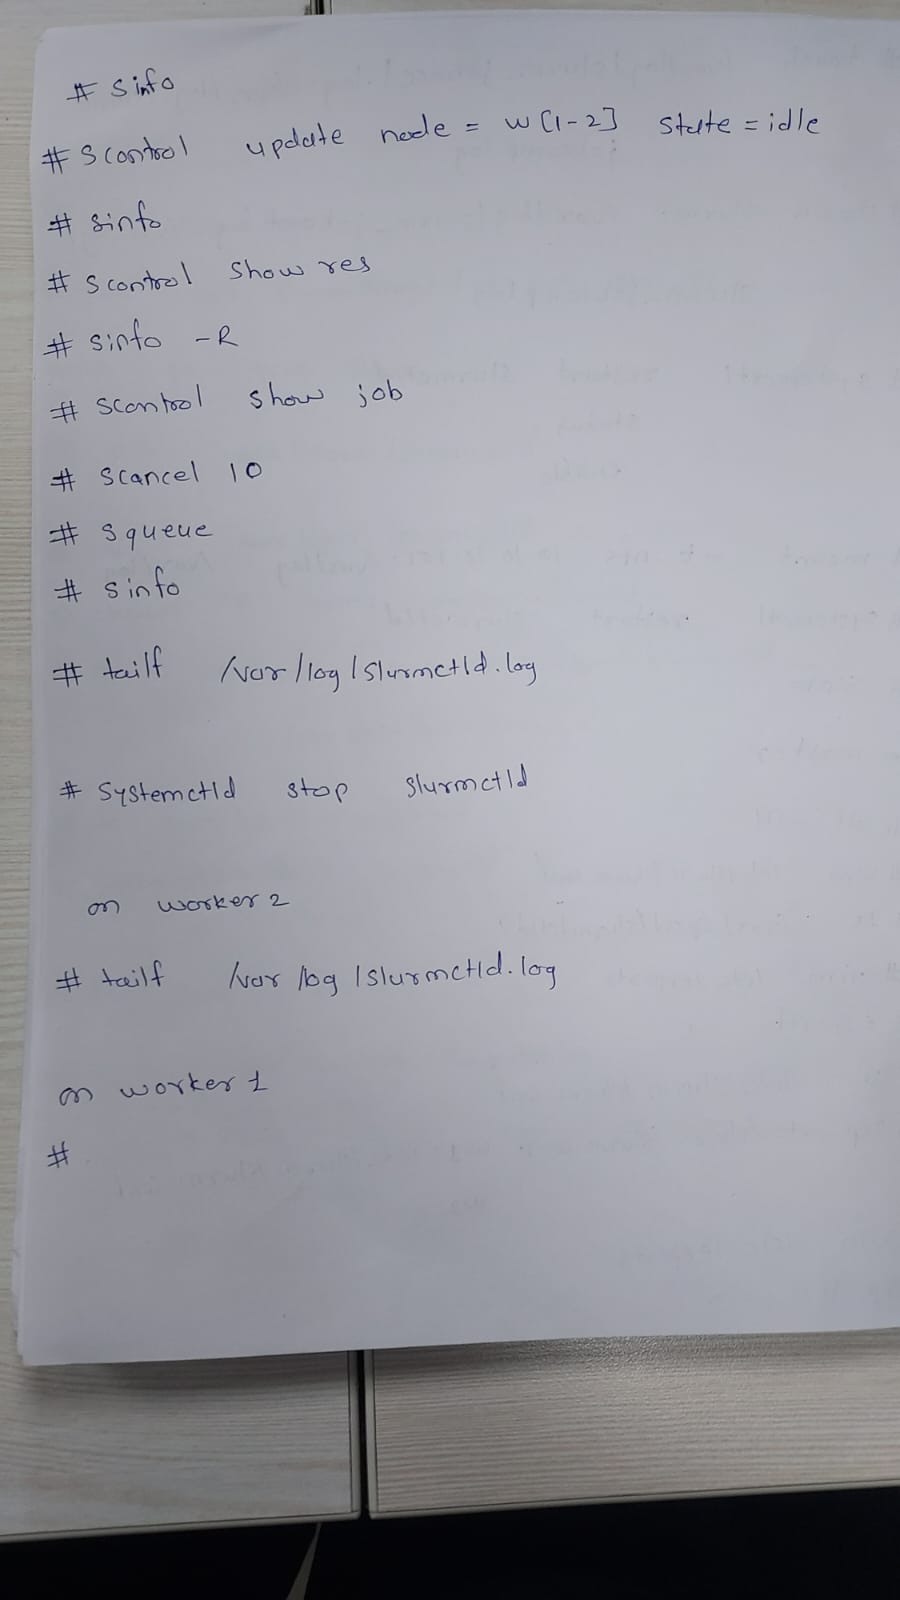 # sinfo
# scontrol update node = w[1-2] state = idle
# sinfo
# scontrol show res
# sinfo -R
# scontrol show job
# scancel 10
# squeue
# sinfo
# tailf /var/log/slurmctld.log
# systemctld stop slurmctld
on worker 2
# tailf /var/log/slurmctld.log
on worker 1
#